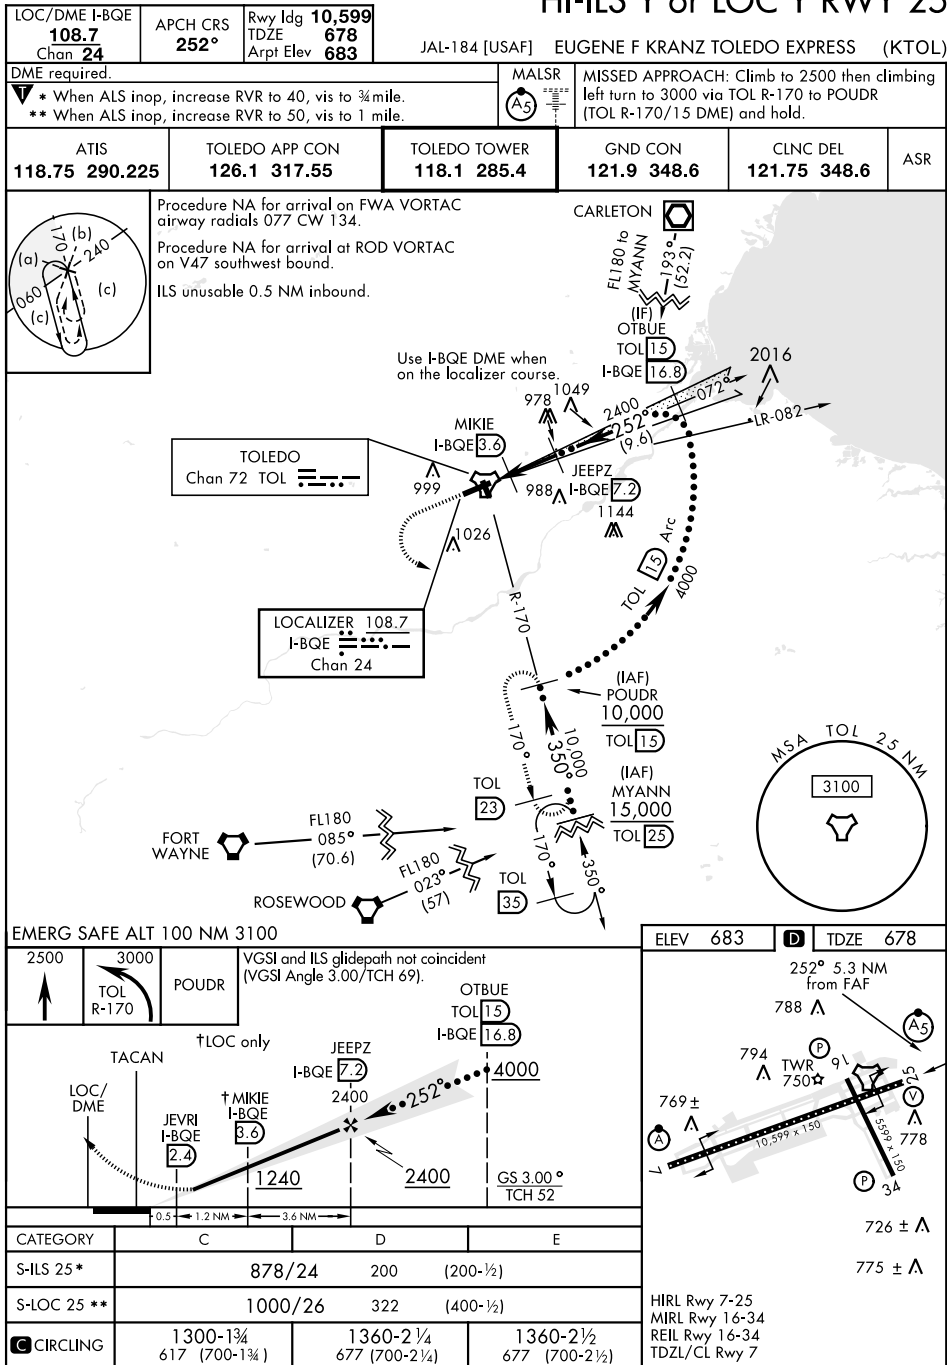 HI-ILS Y or LOC Y RWY 25
LOC/DME I-BQE
108.7
Chan 24
APCH CRS
252°
Rwy ldg 10,599
TDZE 678
Arpt Elev 683
JAL-184 [USAF] EUGENE F KRANZ TOLEDO EXPRESS (KTOL)
DME required.
T * When ALS inop, increase RVR to 40, vis to ¾ mile.
** When ALS inop, increase RVR to 50, vis to 1 mile.
MALSR
A5
MISSED APPROACH: Climb to 2500 then climbing
left turn to 3000 via TOL R-170 to POUDR
(TOL R-170/15 DME) and hold.
ATIS
118.75 290.225
TOLEDO APP CON
126.1 317.55
TOLEDO TOWER
118.1 285.4
GND CON
121.9 348.6
CLNC DEL
121.75 348.6
ASR
170
(b)
240
(a)
060
(c)
(c)
Procedure NA for arrival on FWA VORTAC
airway radials 077 CW 134.
Procedure NA for arrival at ROD VORTAC
on V47 southwest bound.
ILS unusable 0.5 NM inbound.
CARLETON
FL180 to
MYANN
193°
(52.2)
(IF)
OTBUE
TOL 15
I-BQE 16.8
2016
Use I-BQE DME when
on the localizer course.
978
1049
2400
252°
(9.6)
072°
LR-082
MIKIE
I-BQE 3.6
TOLEDO
Chan 72 TOL
999
988
JEEPZ
I-BQE 7.2
1144
1026
TOL 15 Arc
4000
R-170
LOCALIZER 108.7
I-BQE
Chan 24
(IAF)
POUDR
10,000
TOL 15
170°
350°
10,000
(IAF)
MYANN
15,000
TOL 25
TOL
23
MSA TOL 25 NM
3100
FORT
WAYNE
FL180
085°
(70.6)
ROSEWOOD
FL180
023°
(57)
TOL
35
170°
350°
EMERG SAFE ALT 100 NM 3100
ELEV 683
D
TDZE 678
2500
3000
TOL
R-170
POUDR
VGSI and ILS glidepath not coincident
(VGSI Angle 3.00/TCH 69).
OTBUE
TOL 15
I-BQE 16.8
†LOC only
TACAN
LOC/
DME
JEEPZ
I-BQE
7.2
2400
252°
4000
† MIKIE
I-BQE
3.6
JEVRI
I-BQE
2.4
1240
2400
GS 3.00°
TCH 52
0.5
1.2 NM
3.6 NM
252° 5.3 NM
from FAF
788
A5
794
P
16
TWR
750
25
V
778
769 ±
A
10,599 x 150
5599 x 150
7
P
34
726 ±
775 ±
HIRL Rwy 7-25
MIRL Rwy 16-34
REIL Rwy 16-34
TDZL/CL Rwy 7
CATEGORY C D E
S-ILS 25* 878/24 200 (200-½)
S-LOC 25 ** 1000/26 322 (400-½)
C CIRCLING
1300-1¾
617 (700-1¾)
1360-2¼
677 (700-2¼)
1360-2½
677 (700-2½)